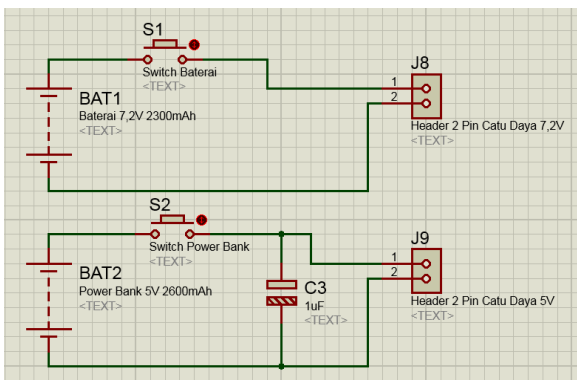 S1
Switch Baterai
<TEXT>
BAT1
Baterai 7,2V 2300mAh
<TEXT>
J8
1
2
Header 2 Pin Catu Daya 7,2V
<TEXT>
S2
Switch Power Bank
<TEXT>
BAT2
Power Bank 5V 2600mAh
<TEXT>
C3
1uF
<TEXT>
J9
1
2
Header 2 Pin Catu Daya 5V
<TEXT>